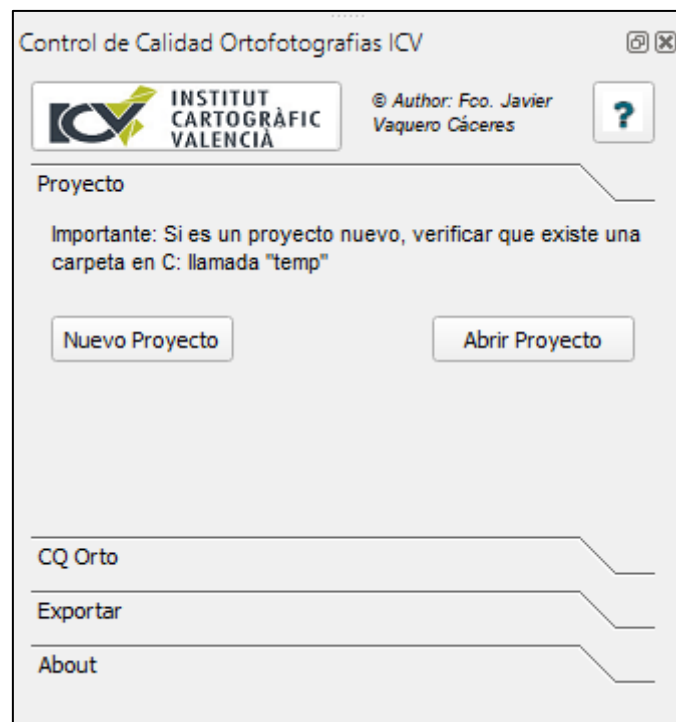 Control de Calidad Ortofotografias ICV
ICV
INSTITUT
CARTOGRÀFIC
VALENCIÀ
© Author: Fco. Javier
Vaquero Cáceres
?
Proyecto
Importante: Si es un proyecto nuevo, verificar que existe una
carpeta en C: llamada "temp"
Nuevo Proyecto
Abrir Proyecto
CQ Orto
Exportar
About